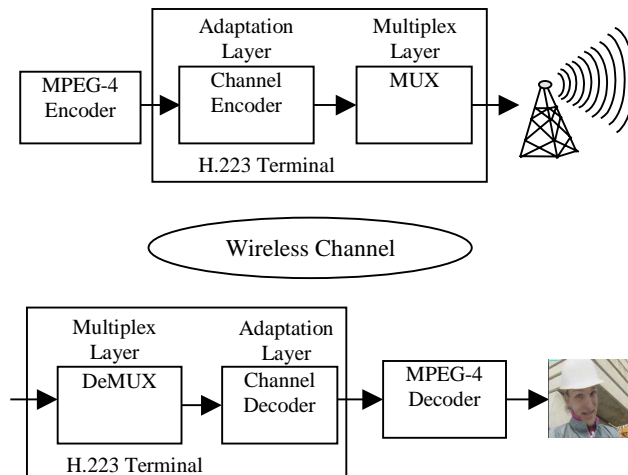 Adaptation
Layer
Multiplex
Layer
MPEG-4
Encoder
Channel
Encoder
MUX
H.223 Terminal
Wireless Channel
Multiplex
Layer
Adaptation
Layer
DeMUX
Channel
Decoder
MPEG-4
Decoder
H.223 Terminal